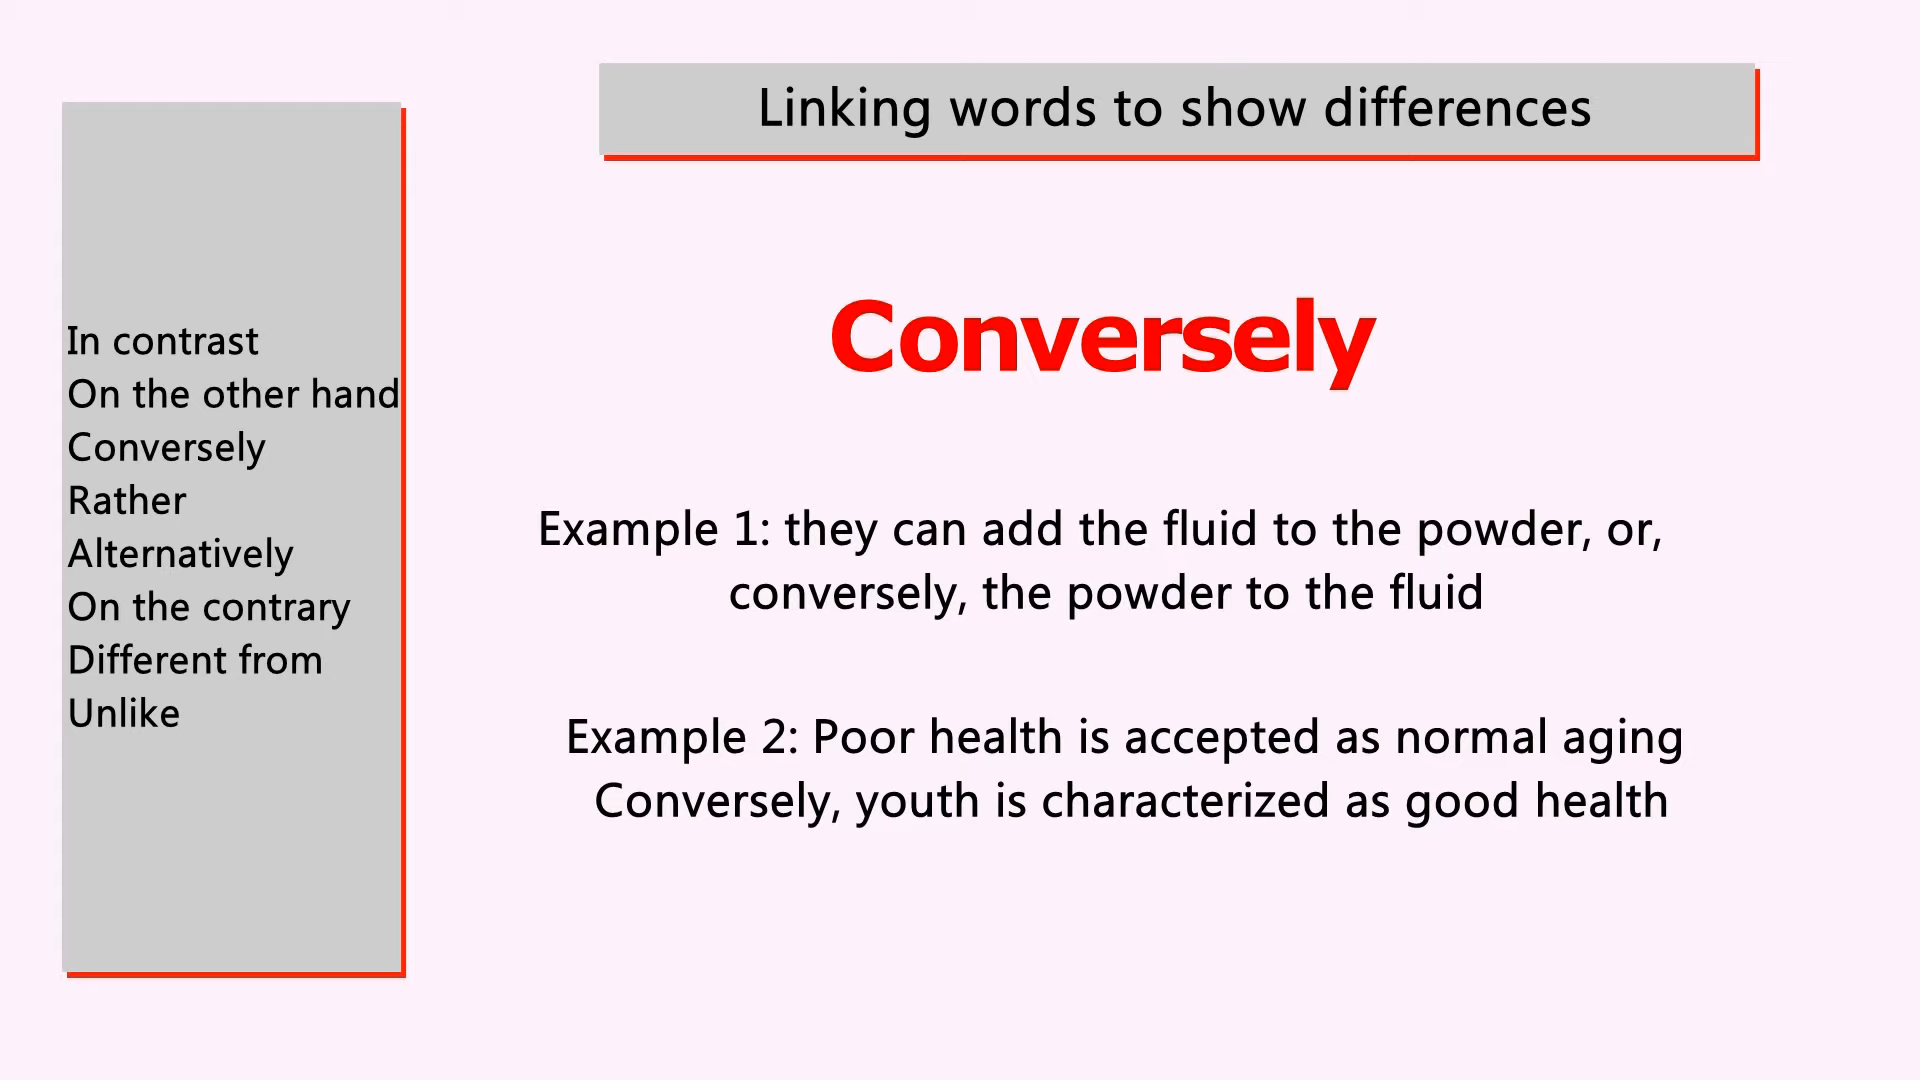 Linking words to show differences
In contrast
On the other hand
Conversely
Rather
Alternatively
On the contrary
Different from
Unlike
Conversely
Example 1: they can add the fluid to the powder, or,
conversely, the powder to the fluid
Example 2: Poor health is accepted as normal aging
Conversely, youth is characterized as good health